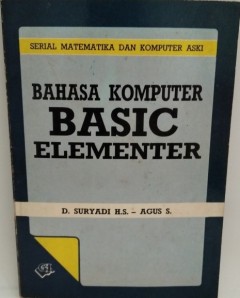 SERIAL MATEMATIKA DAN KOMPUTER ASKI
BAHASA KOMPUTER
BASIC
ELEMENTER
D. SURYADI H.S. – AGUS S.